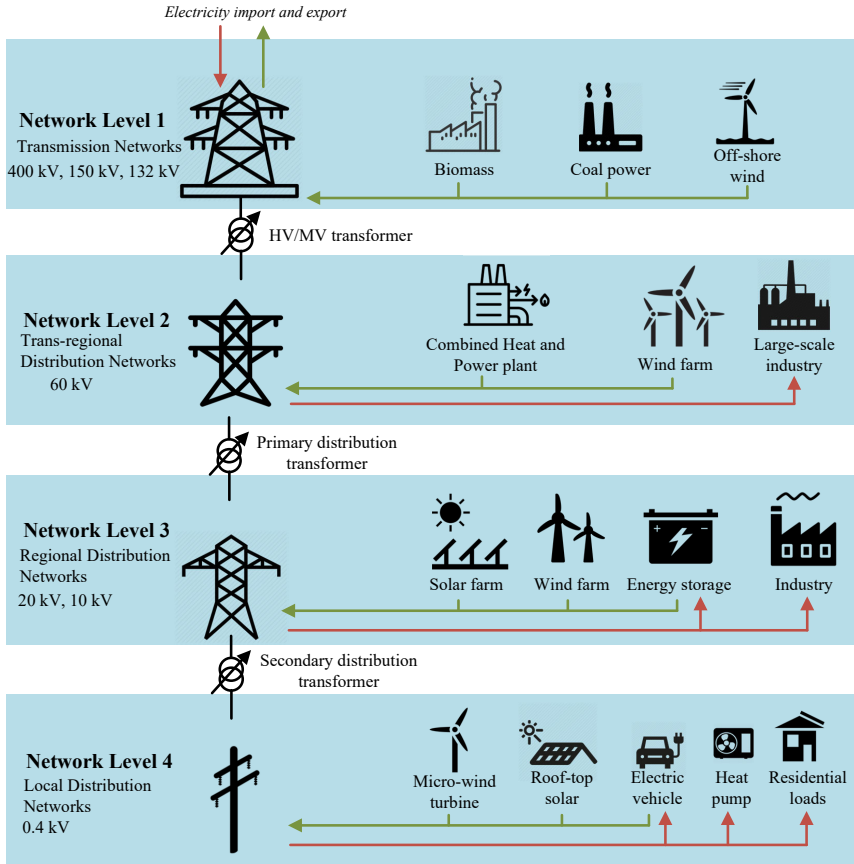 Electricity import and export
Network Level 1
Transmission Networks
400 kV, 150 kV, 132 kV
Biomass
Coal power
Off-shore
wind
HV/MV transformer
Network Level 2
Trans-regional
Distribution Networks
60 kV
Combined Heat and
Power plant
Wind farm
Large-scale
industry
Primary distribution
transformer
Network Level 3
Regional Distribution
Networks
20 kV, 10 kV
Solar farm
Wind farm
+ −
Energy storage
Industry
Secondary distribution
transformer
Network Level 4
Local Distribution
Networks
0.4 kV
Micro-wind
turbine
Roof-top
solar
Electric
vehicle
Heat
pump
Residential
loads